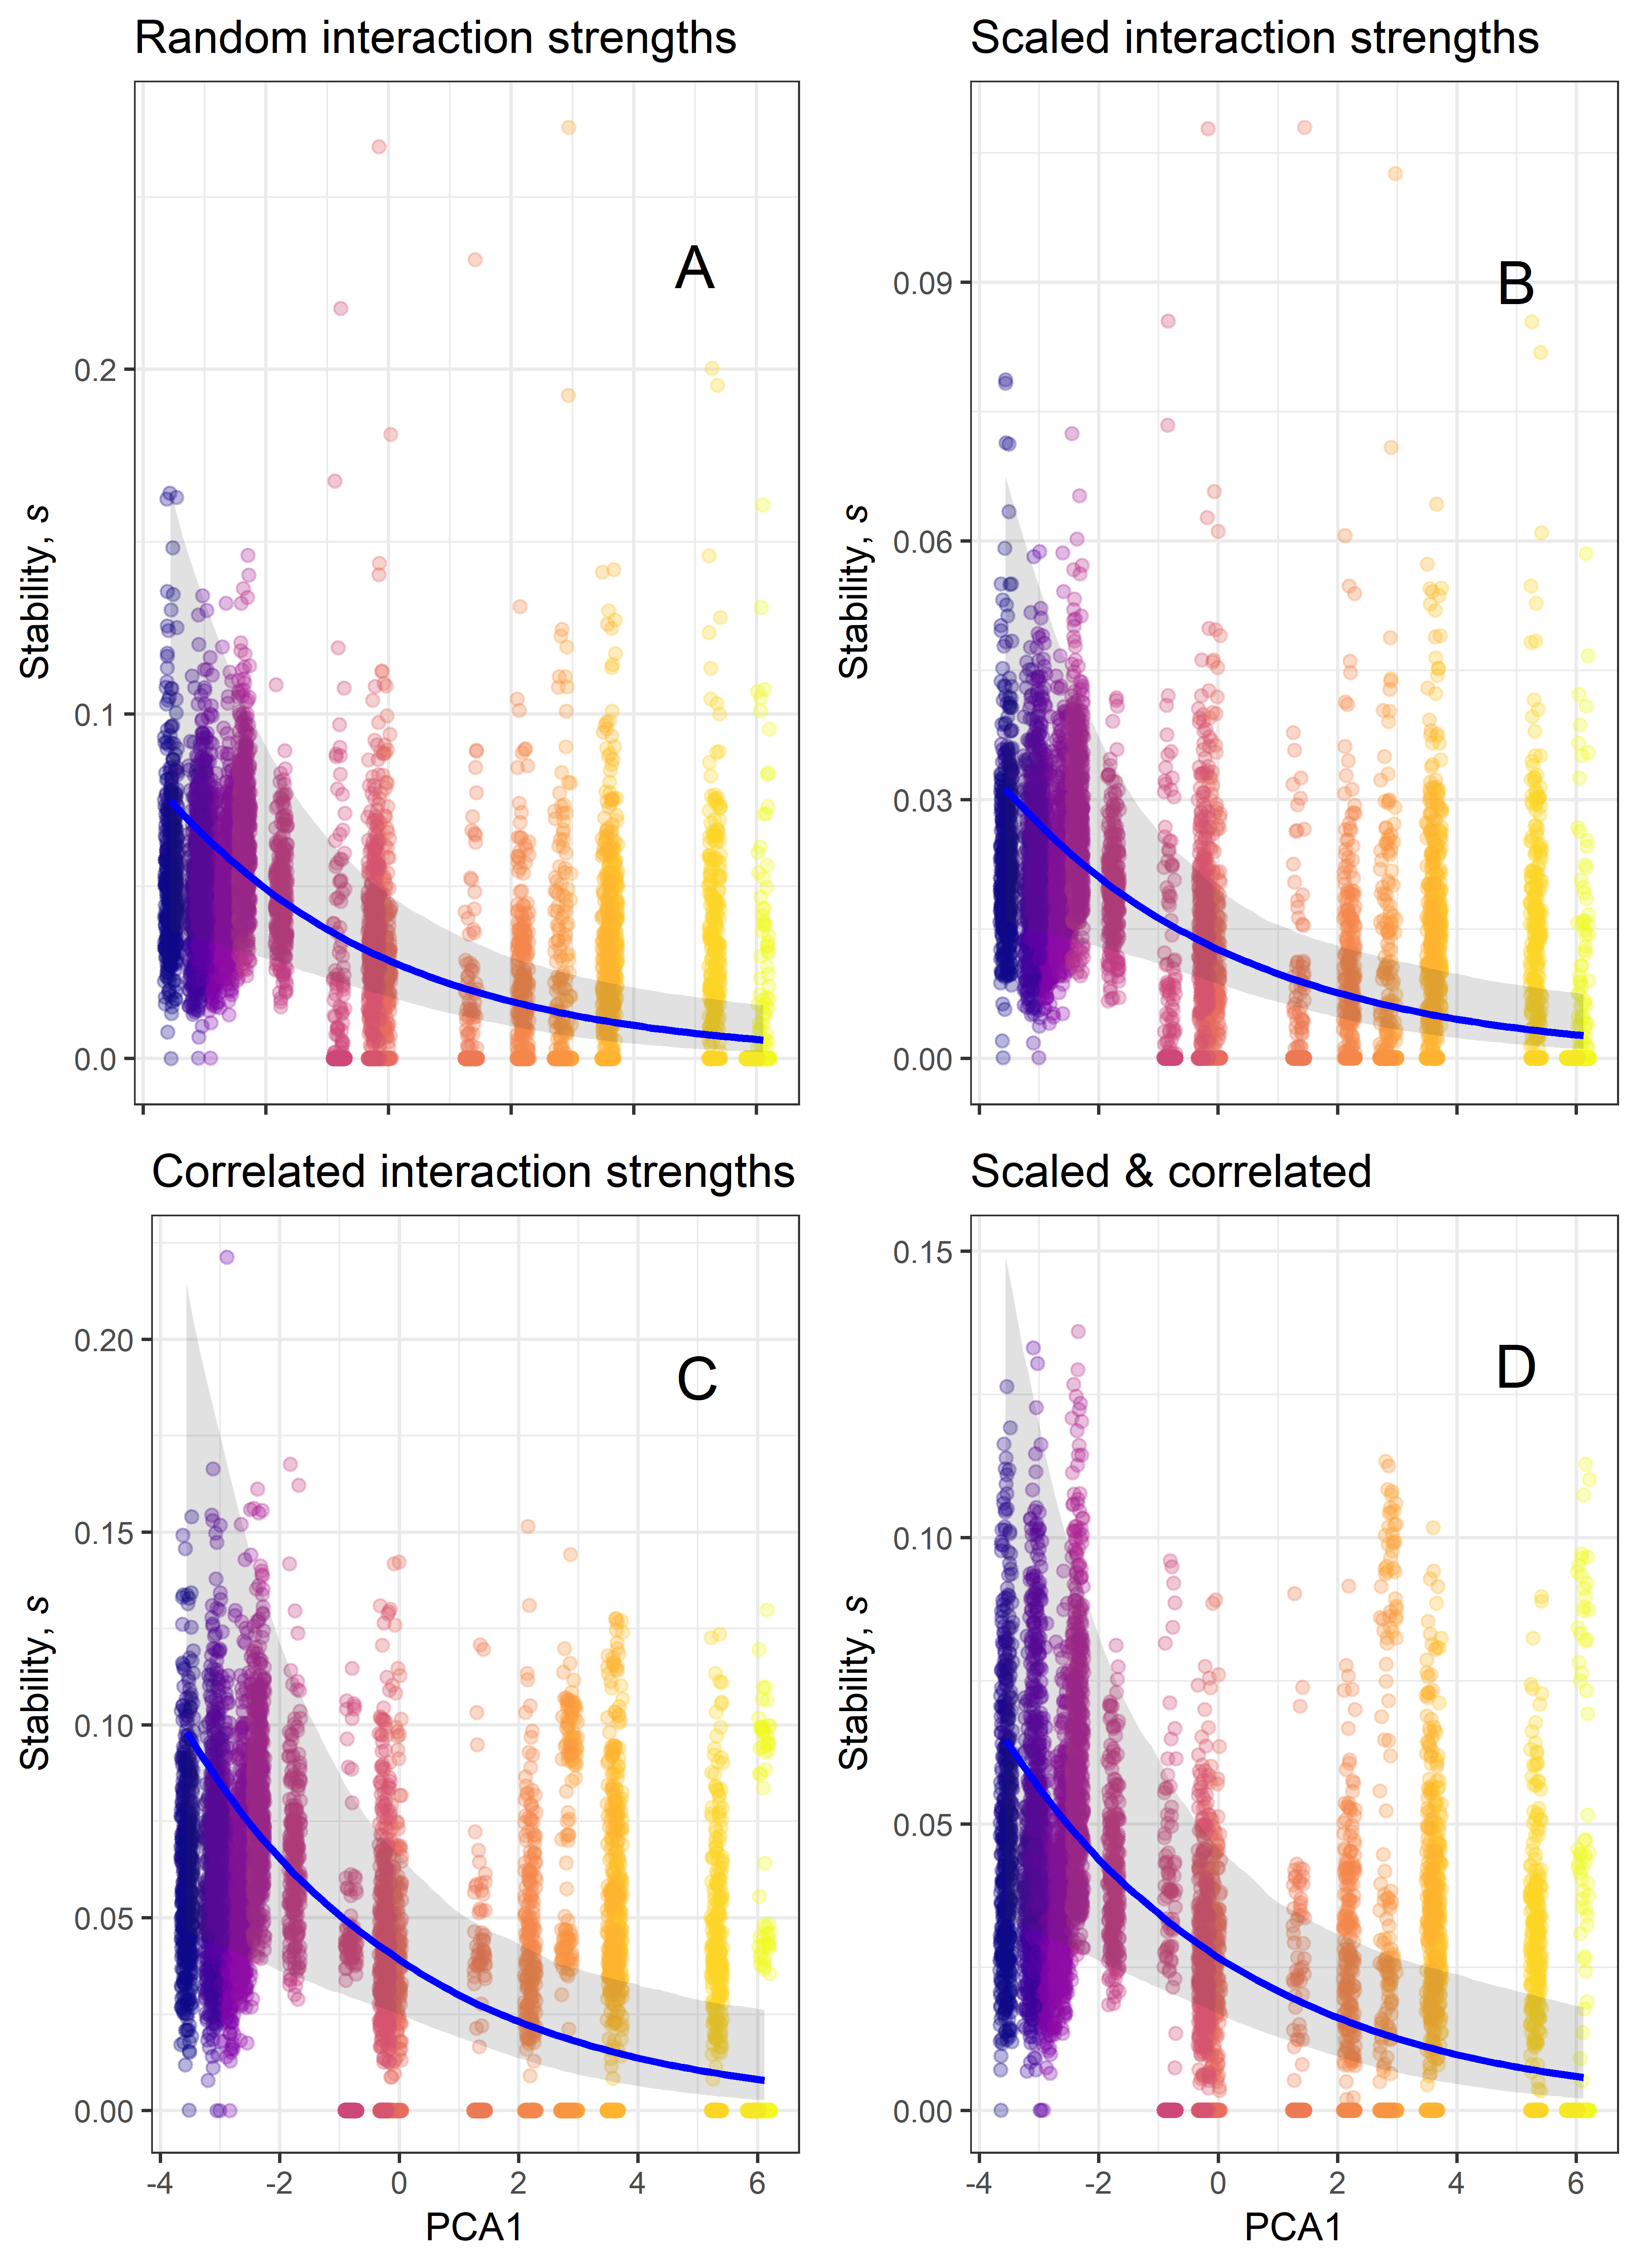 Random interaction strengths
Scaled interaction strengths
A
B
0.2
0.1
0.0
Stability, s
0.09
0.06
0.03
0.00
Stability, s
Correlated interaction strengths
Scaled & correlated
C
D
0.20
0.15
0.10
0.05
0.00
Stability, s
0.15
0.10
0.05
0.00
Stability, s
-4 -2 0 2 4 6
PCA1
-4 -2 0 2 4 6
PCA1